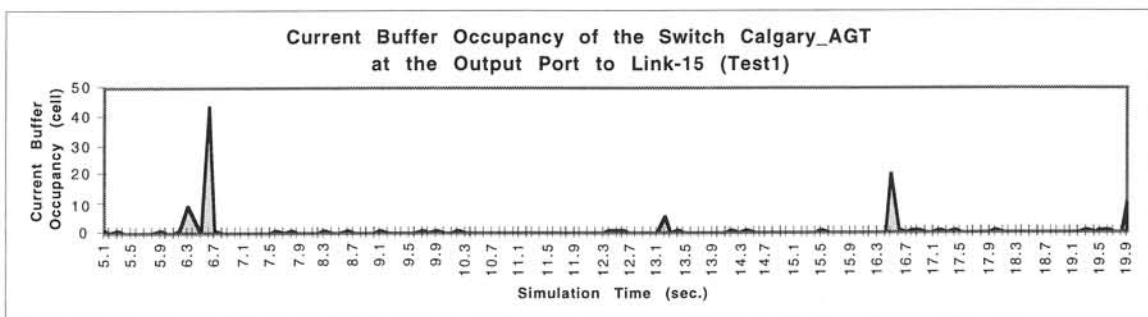 Current Buffer Occupancy of the Switch Calgary_AGT
at the Output Port to Link-15 (Test1)
Current Buffer
Occupancy (cell)
50
40
30
20
10
0
5.1 5.5 5.9 6.3 6.7 7.1 7.5 7.9 8.3 8.7 9.1 9.5 9.9 10.3 10.7 11.1 11.5 11.9 12.3 12.7 13.1 13.5 13.9 14.3 14.7 15.1 15.5 15.9 16.3 16.7 17.1 17.5 17.9 18.3 18.7 19.1 19.5 19.9
Simulation Time (sec.)